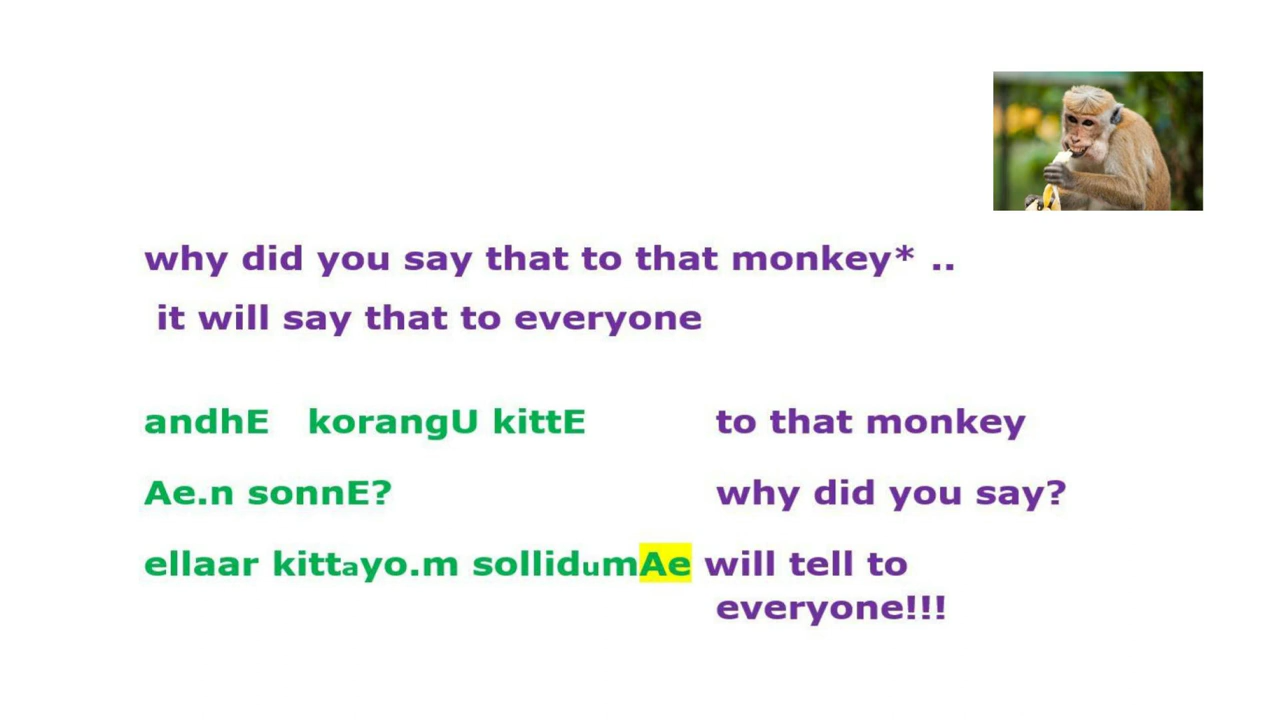 why did you say that to that monkey* ..
it will say that to everyone
andhE korangU kittE to that monkey
Ae.n sonnE? why did you say?
ellaar kittayo.m sollidumAe will tell to
everyone!!!